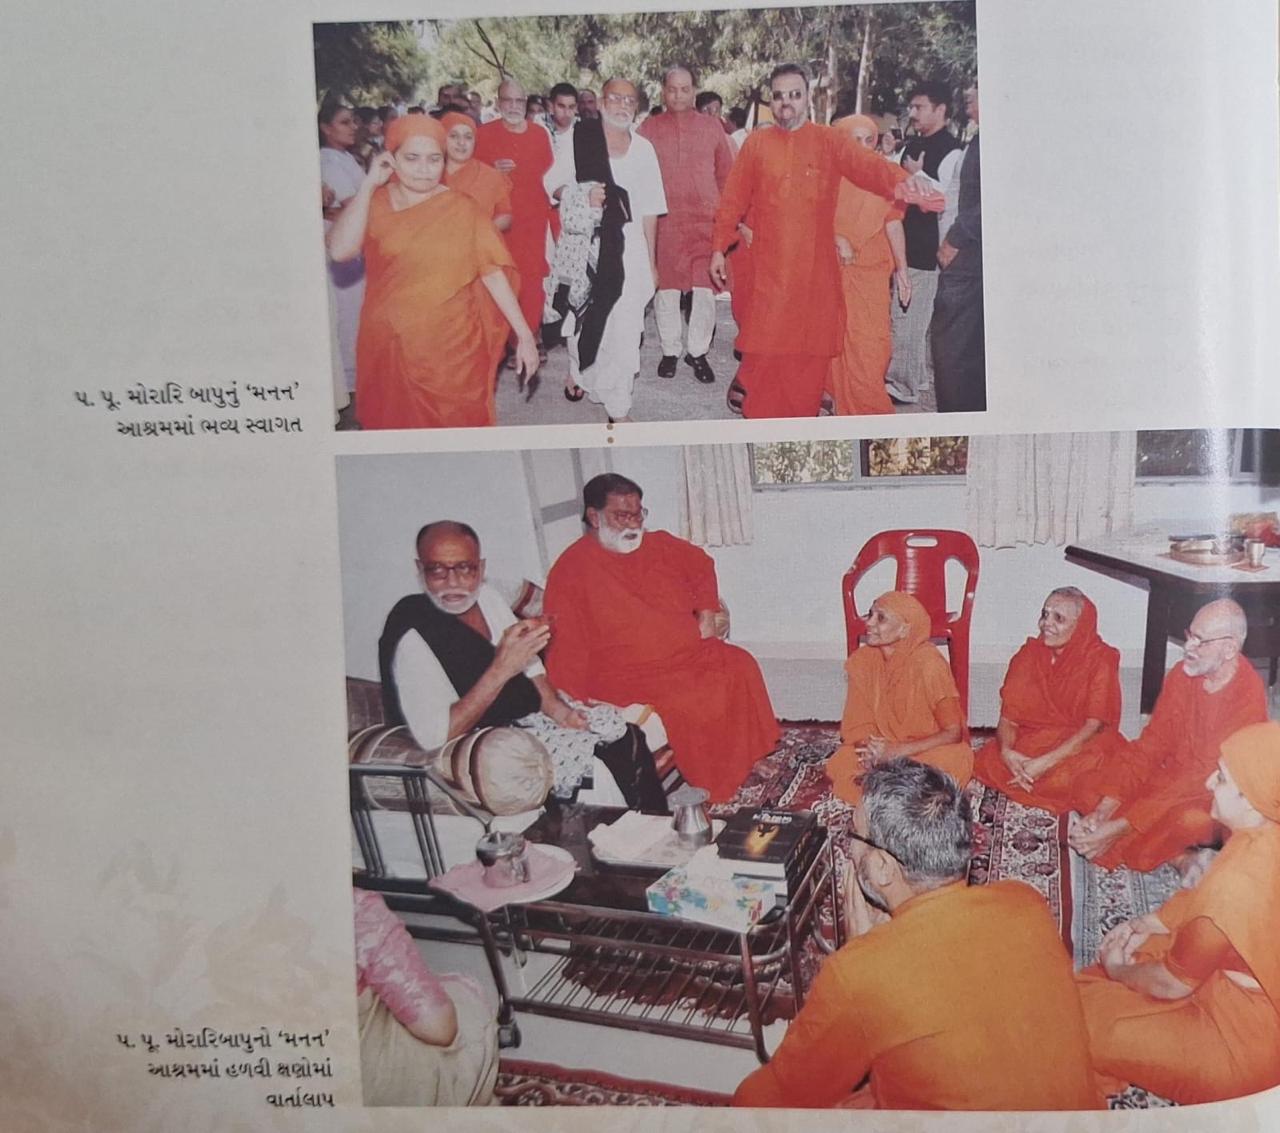 પ. પૂ. મોરારિ બાપુનું ‘મનન’
આશ્રમમાં ભવ્ય સ્વાગત
પ. પૂ. મોરારિબાપુનો ‘મનન’
આશ્રમમાં હળવી ક્ષણોમાં
વાર્તાલાપ